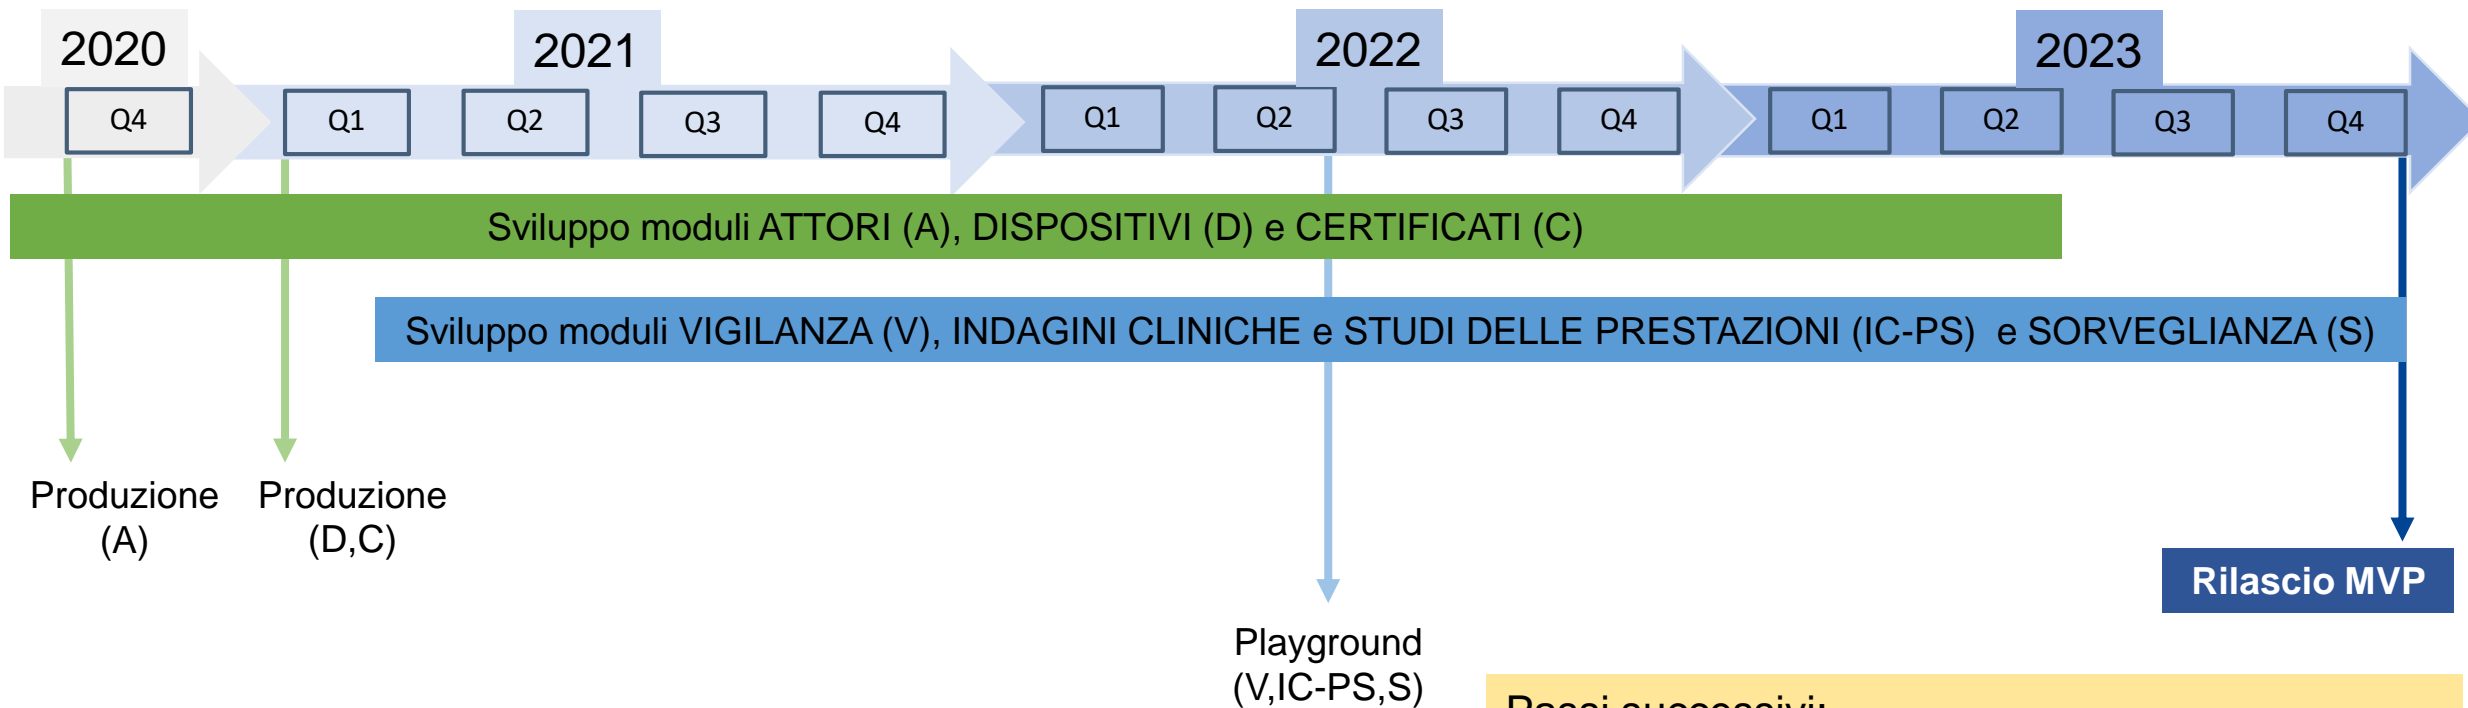 2020
2021
2022
2023
Q4
Q1
Q2
Q3
Q4
Q1
Q2
Q3
Q4
Q1
Q2
Q3
Q4
Sviluppo moduli ATTORI (A), DISPOSITIVI (D) e CERTIFICATI (C)
Sviluppo moduli VIGILANZA (V), INDAGINI CLINICHE e STUDI DELLE PRESTAZIONI (IC-PS) e SORVEGLIANZA (S)
Produzione
(A)
Produzione
(D,C)
Rilascio MVP
Playground
(V,IC-PS,S)
Passi successivi: